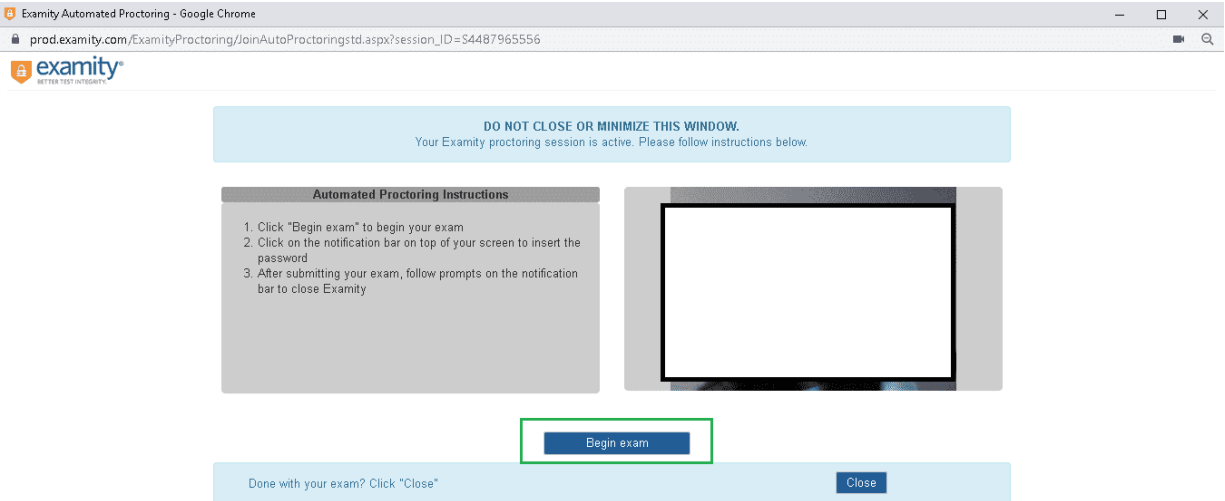 Examity Automated Proctoring - Google Chrome
prod.examity.com/ExamityProctoring/JoinAutoProctoringstd.aspx?session_ID=S4487965556
examity®
BETTER TEST INTEGRITY.
DO NOT CLOSE OR MINIMIZE THIS WINDOW.
Your Examity proctoring session is active. Please follow instructions below.
Automated Proctoring Instructions
1. Click "Begin exam" to begin your exam
2. Click on the notification bar on top of your screen to insert the
password
3. After submitting your exam, follow prompts on the notification
bar to close Examity
Begin exam
Done with your exam? Click "Close"
Close